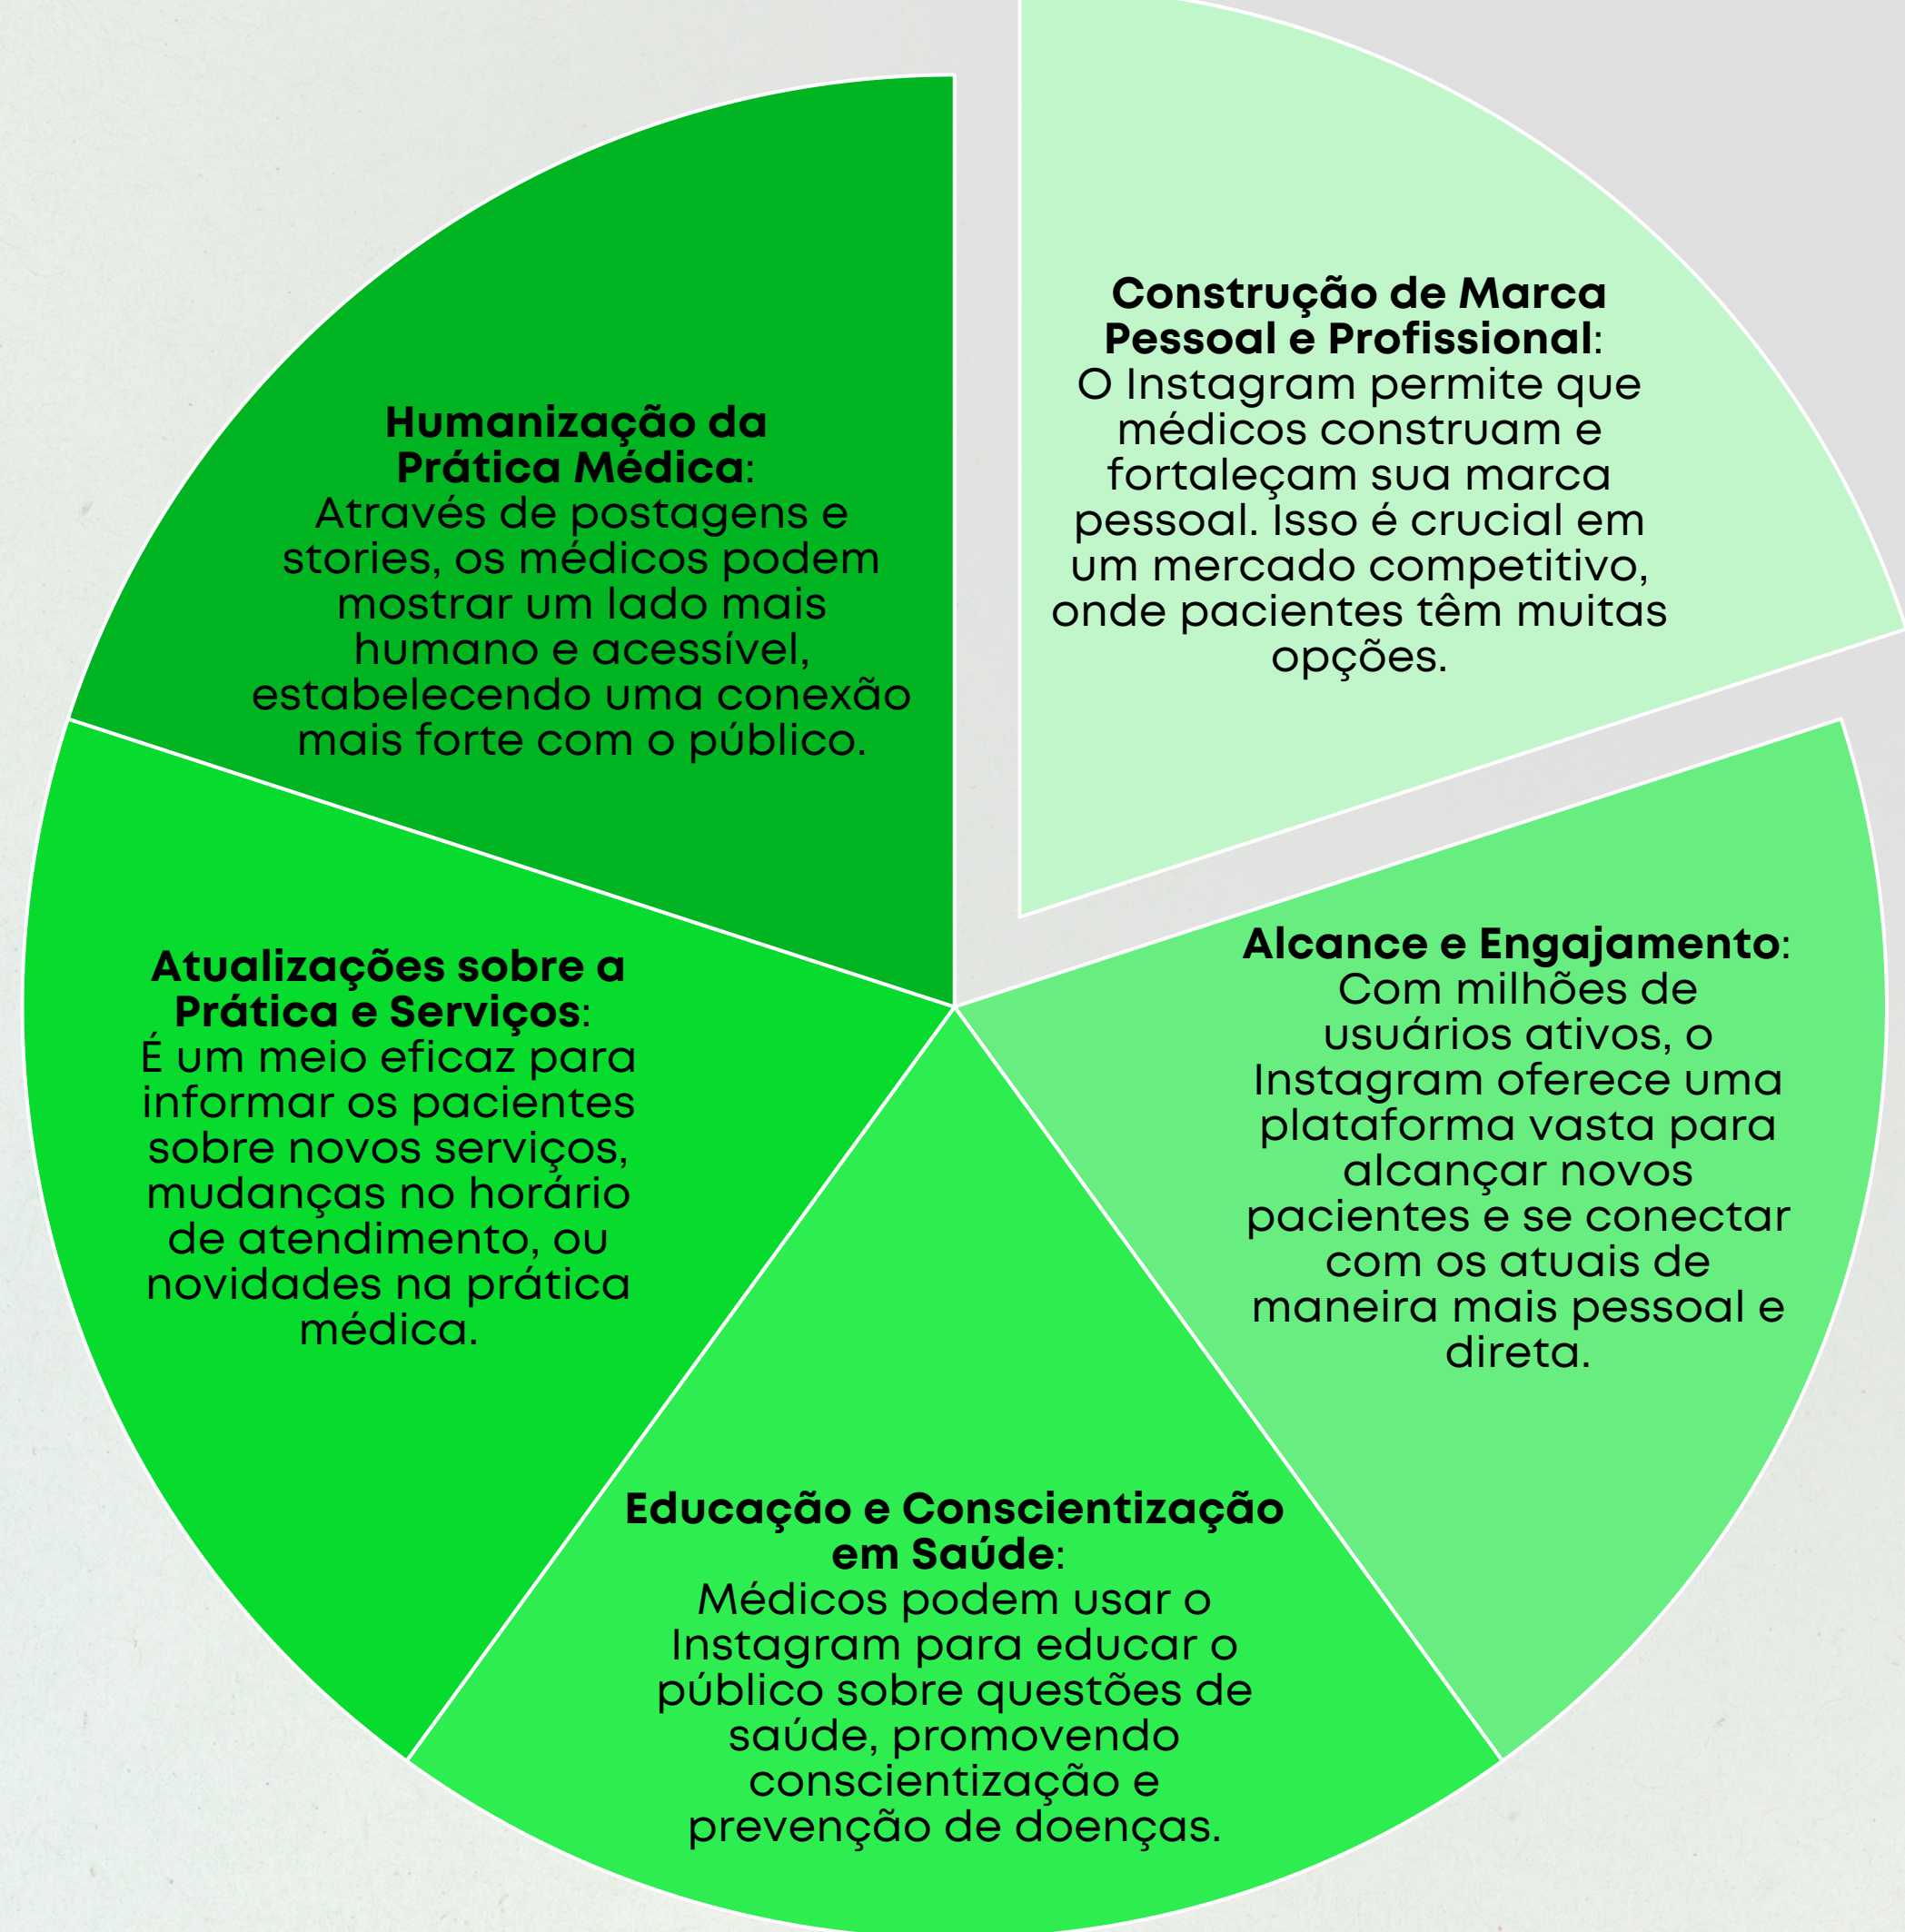 Construção de Marca
Pessoal e Profissional:
O Instagram permite que
médicos construam e
fortaleçam sua marca
pessoal. Isso é crucial em
um mercado competitivo,
onde pacientes têm muitas
opções.
Alcance e Engajamento:
Com milhões de
usuários ativos, o
Instagram oferece uma
plataforma vasta para
alcançar novos
pacientes e se conectar
com os atuais de
maneira mais pessoal e
direta.
Educação e Conscientização
em Saúde:
Médicos podem usar o
Instagram para educar o
público sobre questões de
saúde, promovendo
conscientização e
prevenção de doenças.
Atualizações sobre a
Prática e Serviços:
É um meio eficaz para
informar os pacientes
sobre novos serviços,
mudanças no horário
de atendimento, ou
novidades na prática
médica.
Humanização da
Prática Médica:
Através de postagens e
stories, os médicos podem
mostrar um lado mais
humano e acessível,
estabelecendo uma conexão
mais forte com o público.